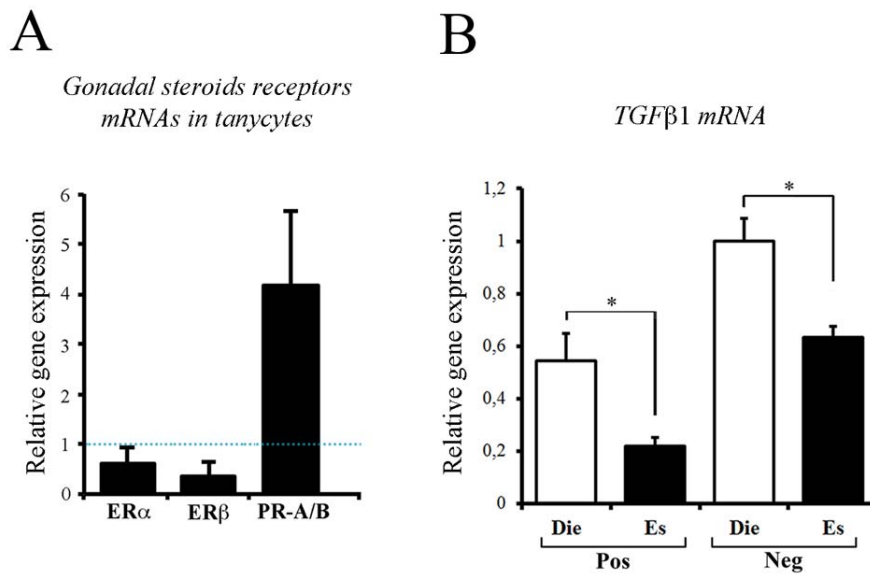 A
Gonadal steroids receptors
mRNAs in tanycytes
Relative gene expression
6
5
4
3
2
1
0
ERα
ERβ
PR-A/B
B
TGFβ1 mRNA
Relative gene expression
1,2
1
0,8
0,6
0,4
0,2
0
*
*
Die
Es
Die
Es
Pos
Neg